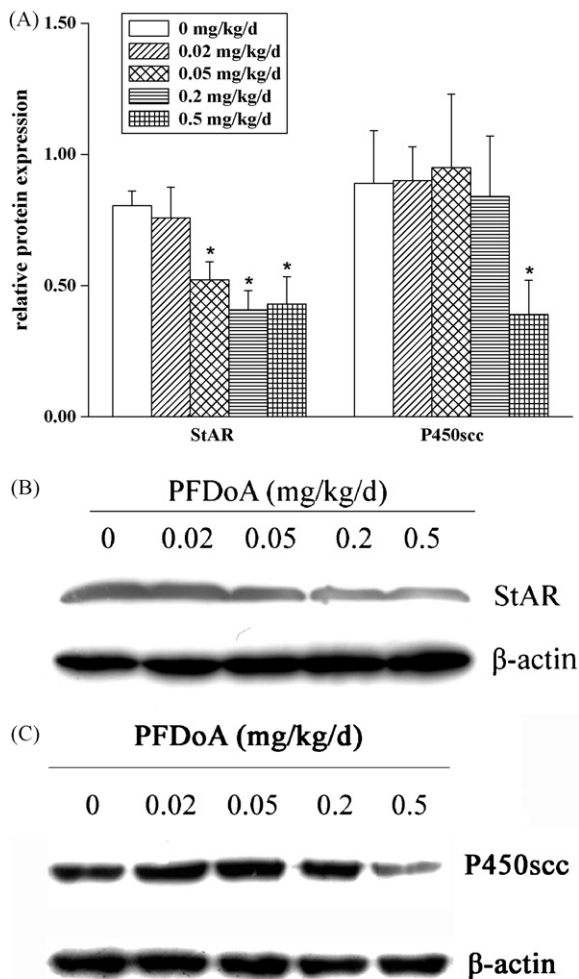 (A)
1.50
0 mg/kg/d
0.02 mg/kg/d
0.05 mg/kg/d
0.2 mg/kg/d
0.5 mg/kg/d
relative protein expression
1.00
0.50
0.00
* * * *
StAR P450scc
(B)
PFDoA (mg/kg/d)
0 0.02 0.05 0.2 0.5
StAR
β-actin
(C)
PFDoA (mg/kg/d)
0 0.02 0.05 0.2 0.5
P450scc
β-actin